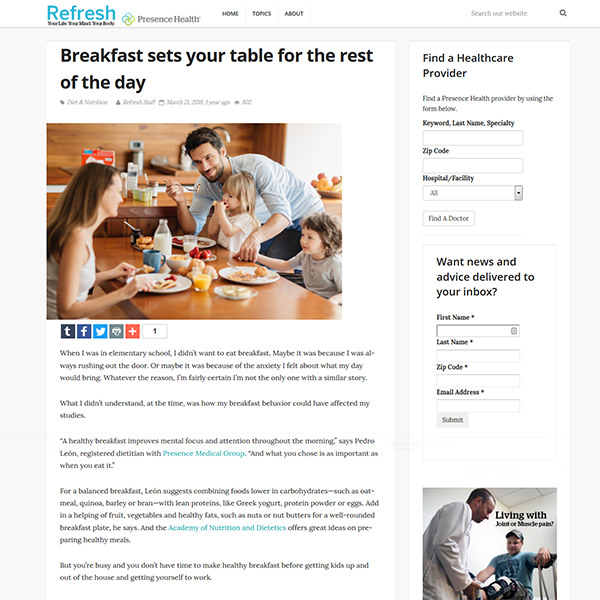 Refresh
Your Life. Your Mind. Your Body.
Presence Health
HOME TOPICS ABOUT US
Search our website
Breakfast sets your table for the rest
of the day
Diet & Nutrition Refresh Staff March 21, 2018, 1 year ago 802
1
When I was in elementary school, I didn't want to eat breakfast. Maybe it was because I was al-
ways rushing out the door. Or maybe it was because of the anxiety I felt about what my day
would bring. Whatever the reason, I'm fairly certain I'm not the only one with a similar story.
What I didn't understand, at the time, was how my breakfast behavior could have affected my
studies.
"A healthy breakfast improves mental focus and attention throughout the morning," says Pedro
León, registered dietitian with Presence Medical Group. "And what you chose is as important as
when you eat it."
For a balanced breakfast, León suggests combining foods lower in carbohydrates—such as oat-
meal, quinoa, barley or bran—with lean proteins, like Greek yogurt, protein powder or eggs. Add
in a helping of fruit, vegetables and healthy fats, such as nuts or nut butters for a well-rounded
breakfast plate, he says. And the Academy of Nutrition and Dietetics offers great ideas on pre-
paring healthy meals.
But you're busy and you don't have time to make healthy breakfast before getting kids up and
out of the house and getting yourself to work.
Find a Healthcare
Provider
Find a Presence Health provider by using the
form below.
Keyword, Last Name, Specialty
Zip Code
Hospital/Facility
All
Find A Doctor
Want news and
advice delivered to
your inbox?
First Name *
Last Name *
Zip Code *
Email Address *
Submit
Living with
Joint or Muscle pain?